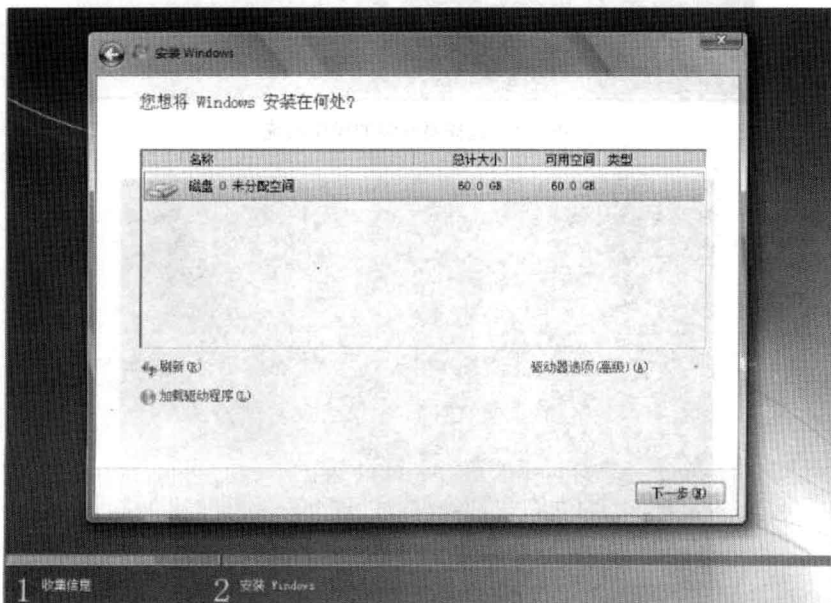 安装 Windows
您想将 Windows 安装在何处?
名称 总计大小 可用空间 类型
磁盘 0 未分配空间 60.0 GB 60.0 GB
刷新(R) 驱动器选项(高级)(A)
加载驱动程序(L)
下一步(N)
1 收集信息 2 安装 Windows